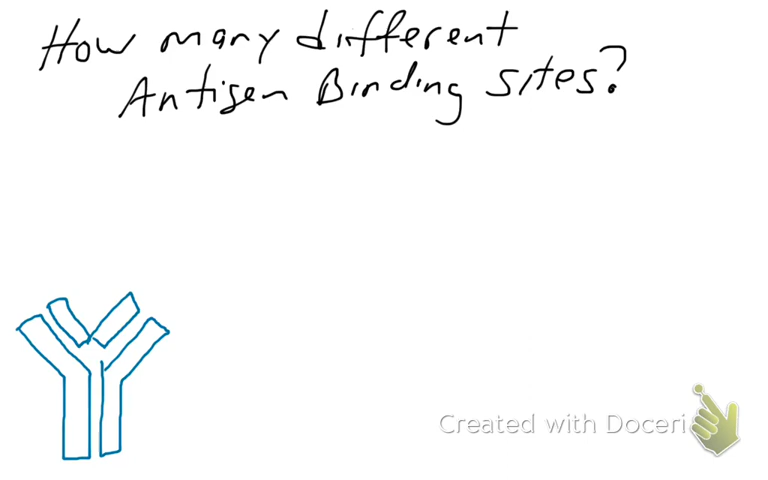 How many different
Antigen Binding sites?
Created with Doceri